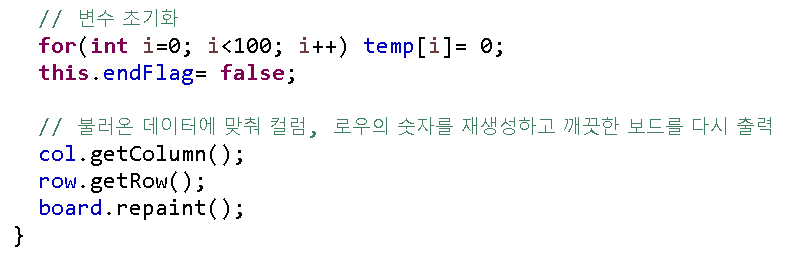 // 변수 초기화
for(int i=0; i<100; i++) temp[i]= 0;
this.endFlag= false;
// 불러온 데이터에 맞춰 컬럼, 로우의 숫자를 재생성하고 깨끗한 보드를 다시 출력
col.getColumn();
row.getRow();
board.repaint();
}